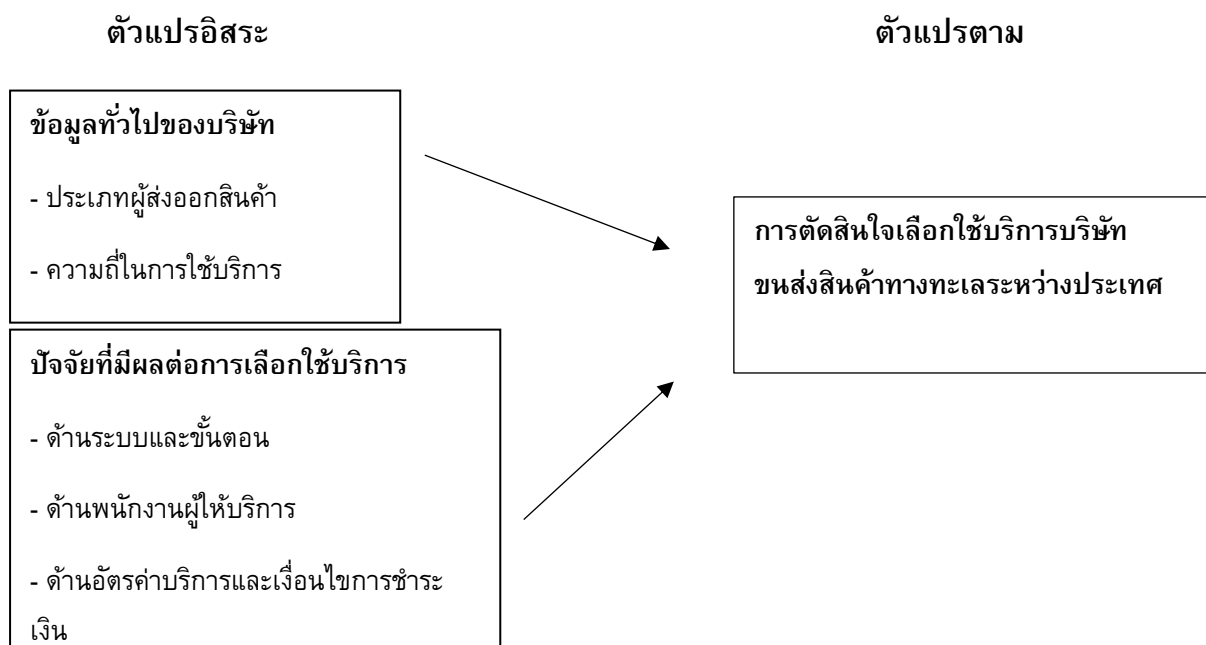 ตัวแปรอิสระ
ตัวแปรตาม
ข้อมูลทั่วไปของบริษัท
- ประเภทผู้ส่งออกสินค้า
- ความถี่ในการใช้บริการ
ปัจจัยที่มีผลต่อการเลือกใช้บริการ
- ด้านระบบและขั้นตอน
- ด้านพนักงานผู้ให้บริการ
- ด้านอัตรค่าบริการและเงื่อนไขการชำระ
เงิน
การตัดสินใจเลือกใช้บริการบริษัท
ขนส่งสินค้าทางทะเลระหว่างประเทศ